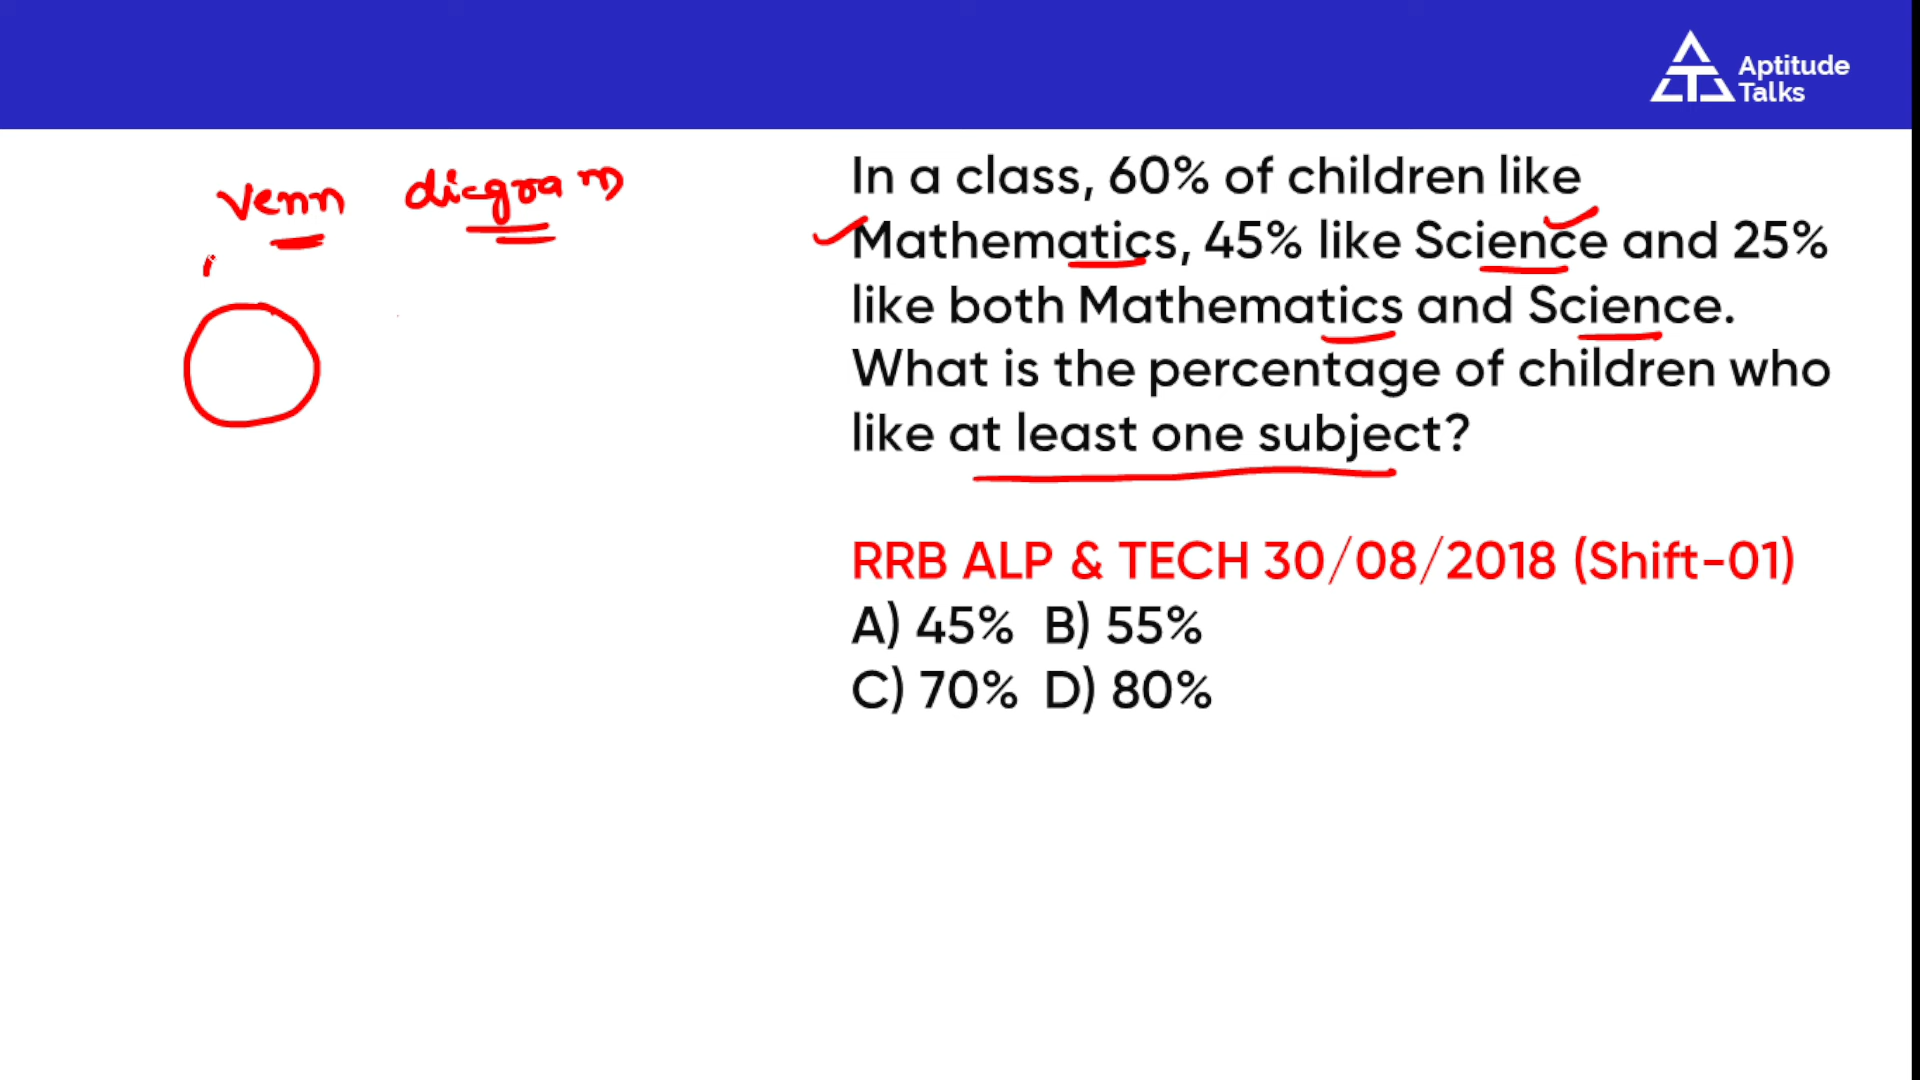 Aptitude
Talks
Venn diagram
In a class, 60% of children like
Mathematics, 45% like Science and 25%
like both Mathematics and Science.
What is the percentage of children who
like at least one subject?
RRB ALP & TECH 30/08/2018 (Shift-01)
A) 45% B) 55%
C) 70% D) 80%